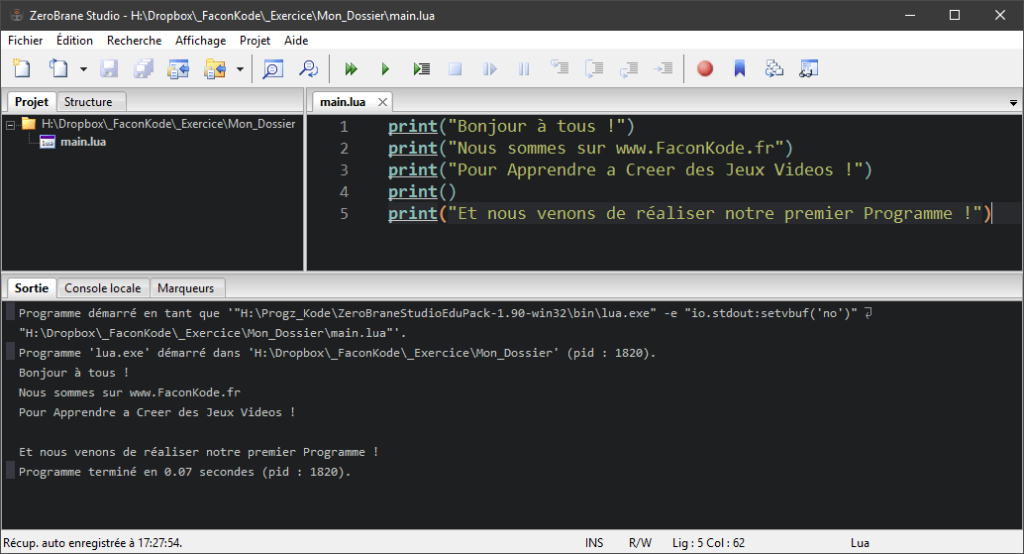 ZeroBrane Studio - H:\Dropbox\_FaconKode\_Exercice\Mon_Dossier\main.lua
Fichier Édition Recherche Affichage Projet Aide
Projet Structure
main.lua
H:\Dropbox\_FaconKode\_Exercice\Mon_Dossier
main.lua
1 print("Bonjour à tous !")
2 print("Nous sommes sur www.FaconKode.fr")
3 print("Pour Apprendre a Creer des Jeux Videos !")
4 print()
5 print("Et nous venons de réaliser notre premier Programme !")
Sortie Console locale Marqueurs
Programme démarré en tant que '"H:\Progz_Kode\ZeroBraneStudioEduPack-1.90-win32\bin\lua.exe" -e "io.stdout:setvbuf('no')"
"H:\Dropbox\_FaconKode\_Exercice\Mon_Dossier\main.lua"'.
Programme 'lua.exe' démarré dans 'H:\Dropbox\_FaconKode\_Exercice\Mon_Dossier' (pid : 1820).
Bonjour à tous !
Nous sommes sur www.FaconKode.fr
Pour Apprendre a Creer des Jeux Videos !
Et nous venons de réaliser notre premier Programme !
Programme terminé en 0.07 secondes (pid : 1820).
Récup. auto enregistrée à 17:27:54. INS R/W Lig : 5 Col : 62 Lua